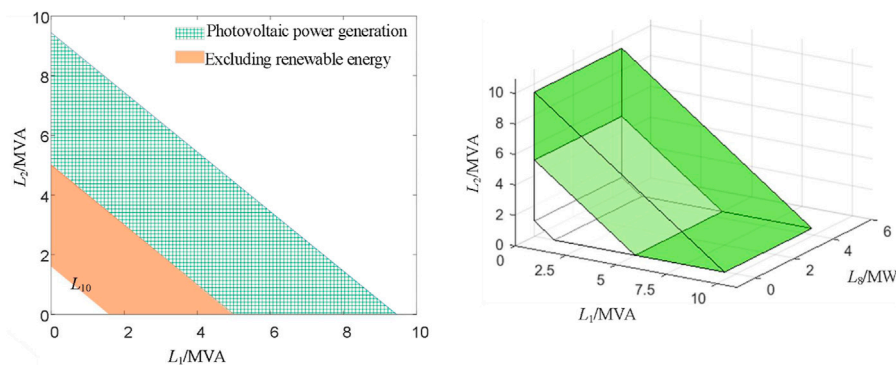 10
8
6
4
2
0
L2/MVA
Photovoltaic power generation
Excluding renewable energy
L10
0 2 4 6 8 10
L1/MVA
10
8
6
4
2
0
L2/MVA
0 2.5 5 7.5 10
L1/MVA
0 2 4 6
L8/MW